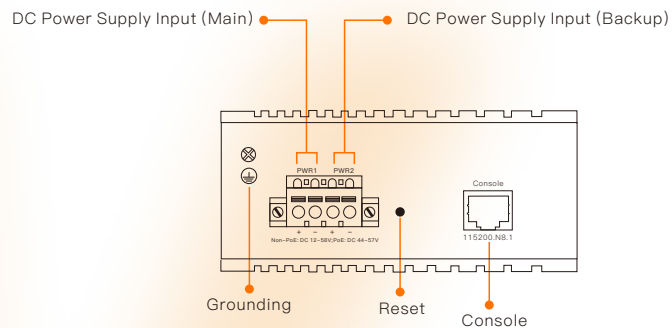 DC Power Supply Input (Main)
DC Power Supply Input (Backup)
PWR1 PWR2
Console
+ − + −
Non-PoE: DC 12-58V;PoE: DC 44-57V
115200.N8.1
Grounding
Reset
Console